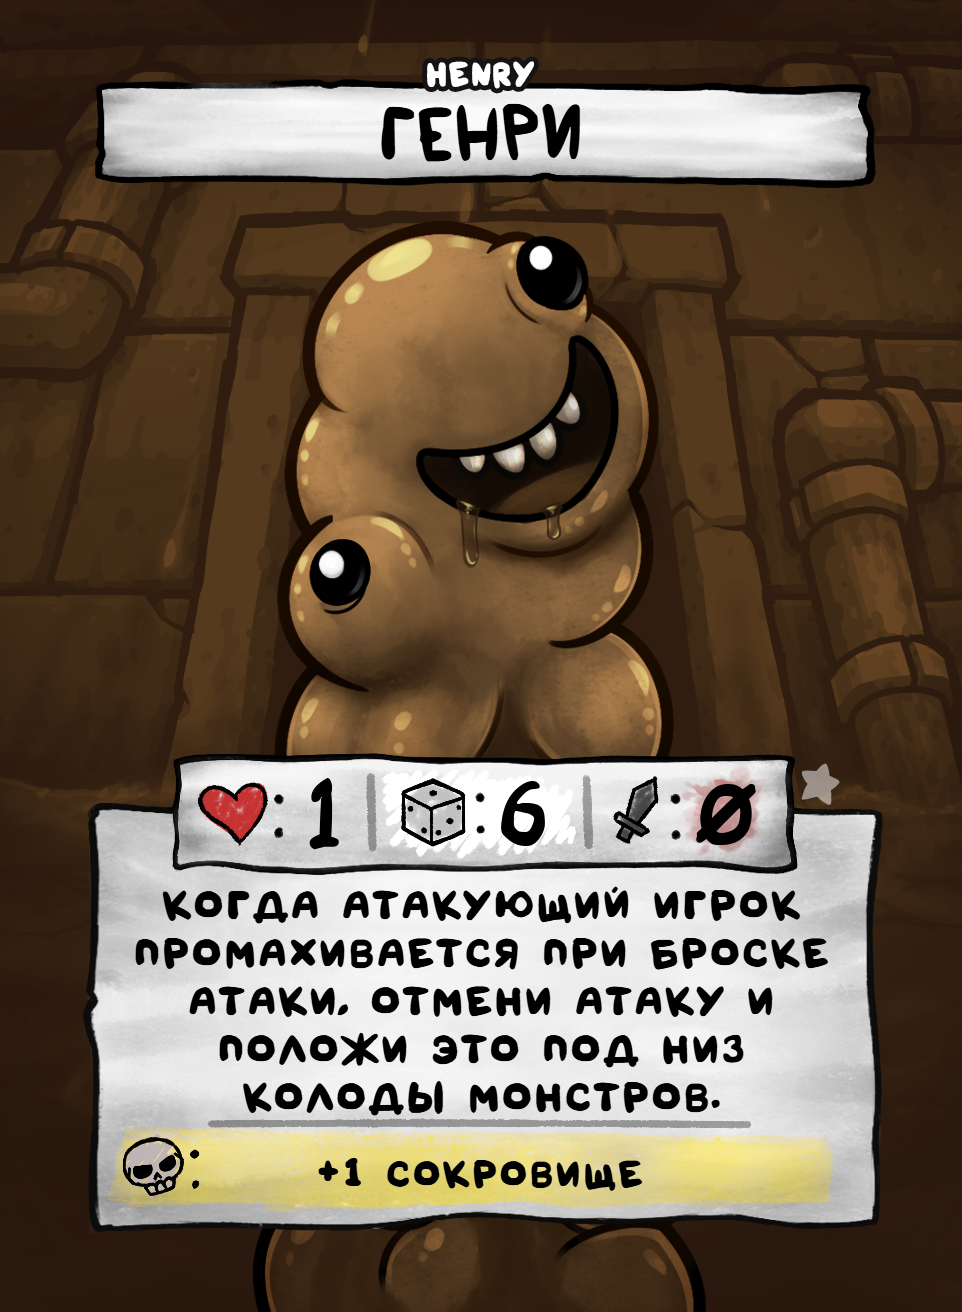 HENRY
ГЕНРИ
: 1 : 6 : 0
КОГДА АТАКУЮЩИЙ ИГРОК
ПРОМАХИВАЕТСЯ ПРИ БРОСКЕ
АТАКИ, ОТМЕНИ АТАКУ И
ПОЛОЖИ ЭТО ПОД НИЗ
КОЛОДЫ МОНСТРОВ.
: +1 СОКРОВИЩЕ